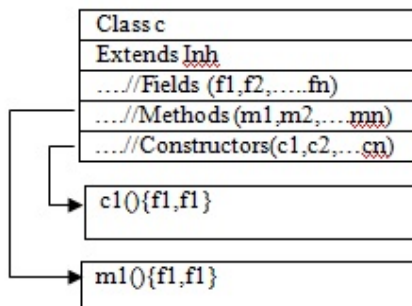 Class c
Extends Inh
….//Fields (f1,f2,…..fn)
….//Methods (m1,m2,….mn)
….//Constructors(c1,c2,…cn)
c1(){f1,f1}
m1(){f1,f1}